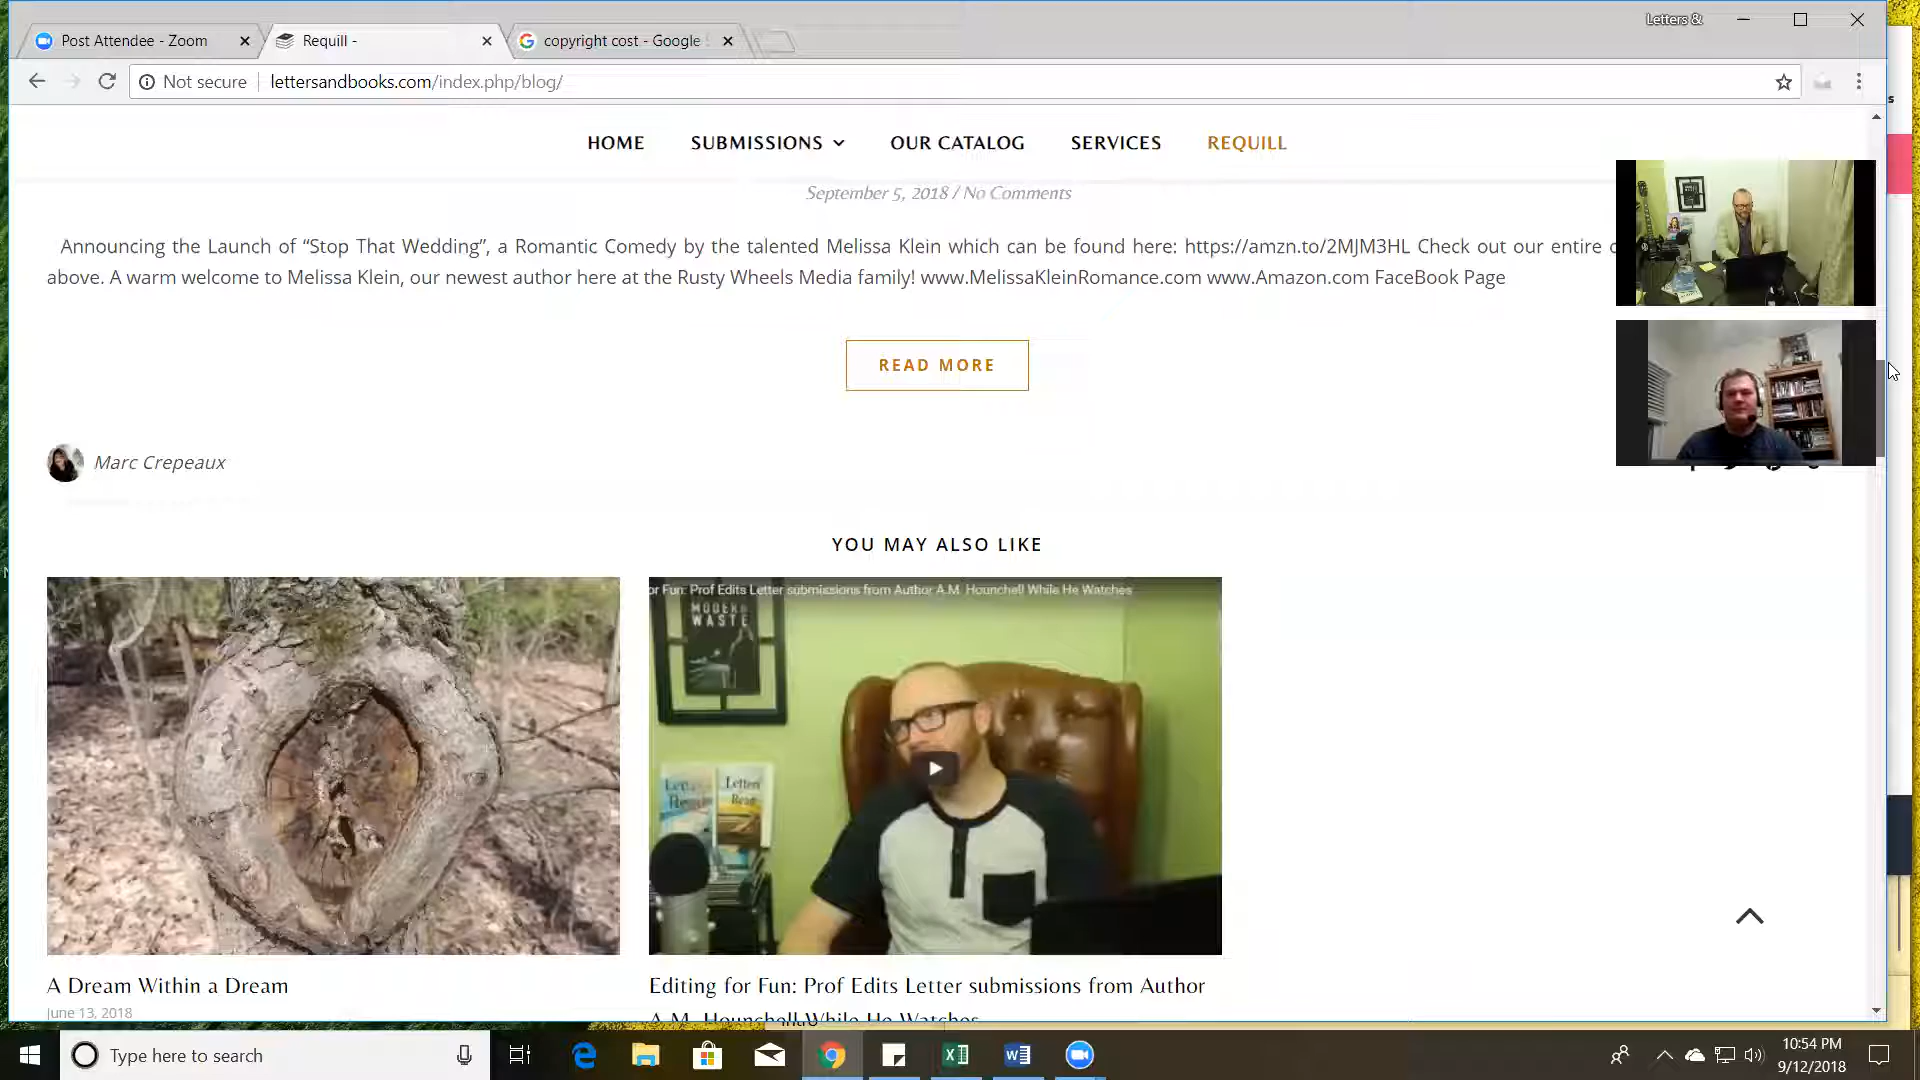 Letters &
Post Attendee - Zoom
Requill -
copyright cost - Google
Not secure
lettersandbooks.com/index.php/blog/
HOME
SUBMISSIONS
OUR CATALOG
SERVICES
REQUILL
September 5, 2018 / No Comments
Announcing the Launch of “Stop That Wedding”, a Romantic Comedy by the talented Melissa Klein which can be found here: https://amzn.to/2MJM3HL Check out our entire
above. A warm welcome to Melissa Klein, our newest author here at the Rusty Wheels Media family! www.MelissaKleinRomance.com www.Amazon.com FaceBook Page
READ MORE
Marc Crepeaux
YOU MAY ALSO LIKE
or Fun: Prof Edits Letter submissions from Author A.M. Hounchell While He Watches
MODERN
WASTE
A Dream Within a Dream
June 13, 2018
Editing for Fun: Prof Edits Letter submissions from Author
A.M. Hounchell While He Watches
Type here to search
10:54 PM
9/12/2018